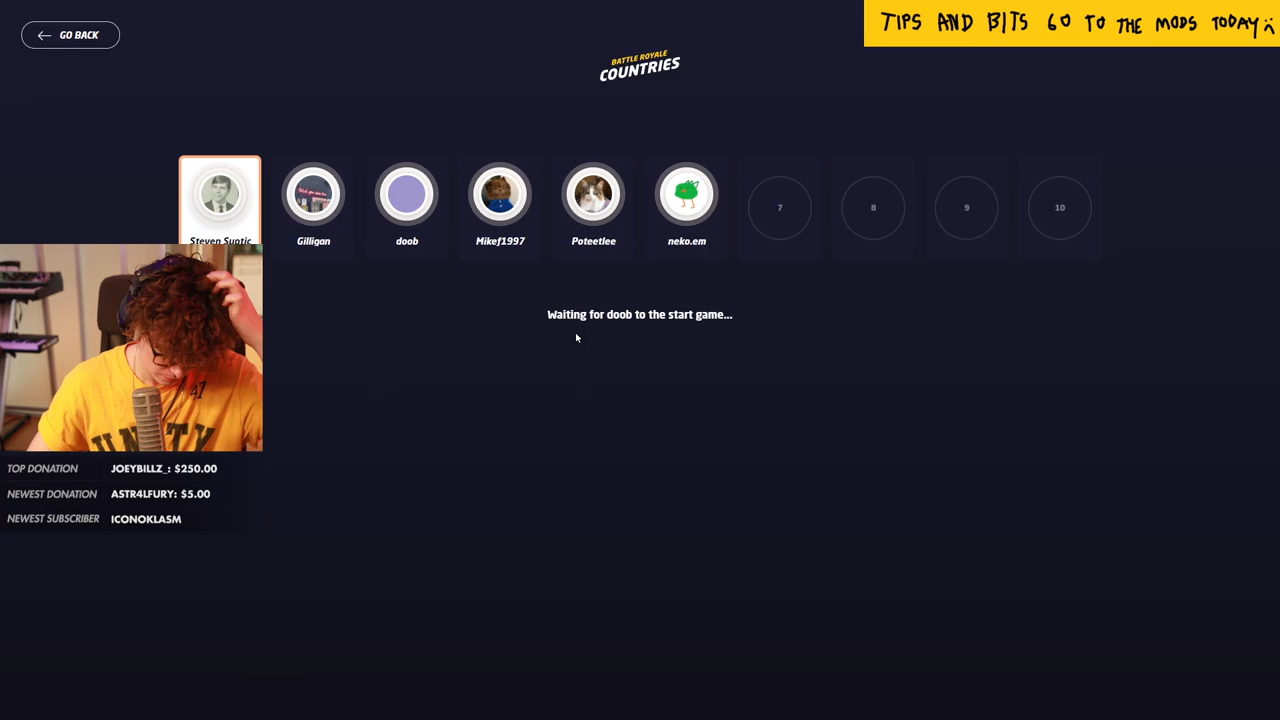 GO BACK
TIPS AND BITS GO TO THE MODS TODAY
BATTLE ROYALE
COUNTRIES
Steven Suptic
Gilligan
doob
Mikef1997
Poteetlee
neko.em
7
8
9
10
Waiting for doob to the start game...
47
UNITY
TOP DONATION JOEYBILLZ_: $250.00
NEWEST DONATION ASTR4LFURY: $5.00
NEWEST SUBSCRIBER ICONOKLASM